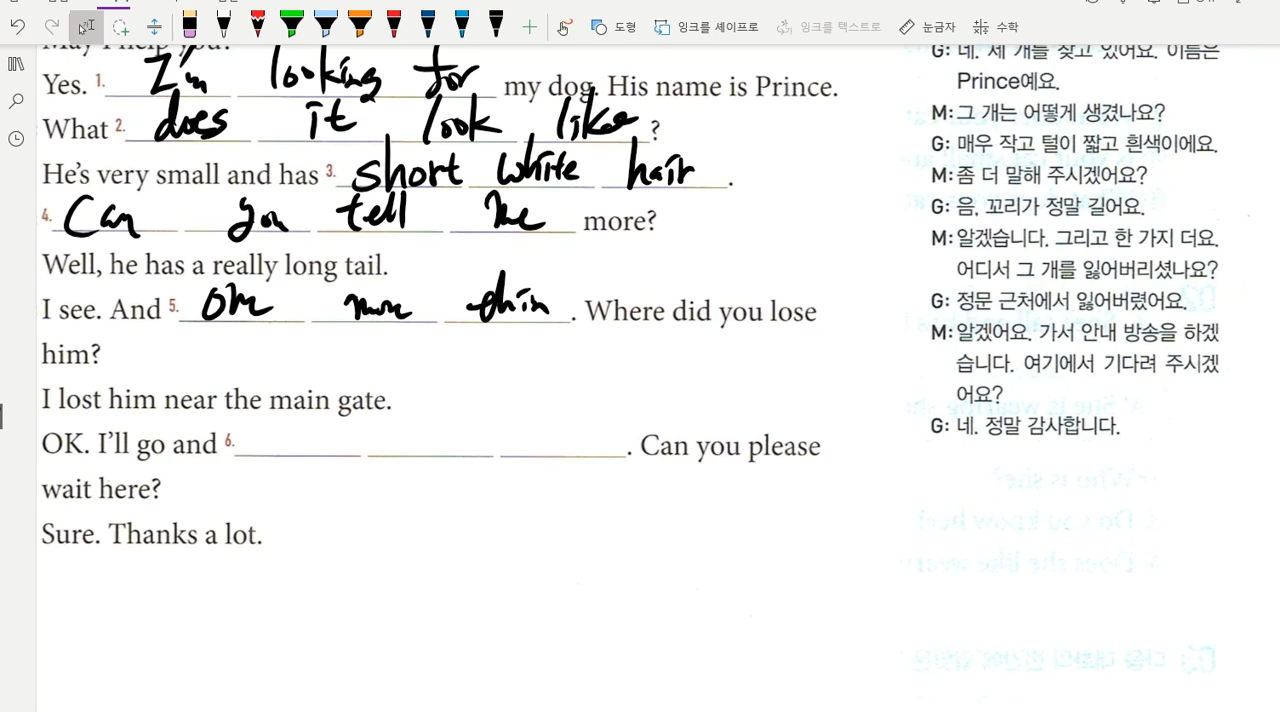 도형 잉크를 셰이프로 잉크를 텍스트로 눈금자 수학
May I help you?
Yes. 1. I'm looking for my dog. His name is Prince.
What 2. does it look like ?
He's very small and has 3. short white hair .
4. Can you tell me more?
Well, he has a really long tail.
I see. And 5. one more thin . Where did you lose
him?
I lost him near the main gate.
OK. I'll go and 6. . Can you please
wait here?
Sure. Thanks a lot.
G: 네. 제 개를 찾고 있어요. 이름은
Prince예요.
M: 그 개는 어떻게 생겼나요?
G: 매우 작고 털이 짧고 흰색이에요.
M: 좀 더 말해 주시겠어요?
G: 음, 꼬리가 정말 길어요.
M: 알겠습니다. 그리고 한 가지 더요.
어디서 그 개를 잃어버리셨나요?
G: 정문 근처에서 잃어버렸어요.
M: 알겠어요. 가서 안내 방송을 하겠
습니다. 여기에서 기다려 주시겠
어요?
G: 네. 정말 감사합니다.